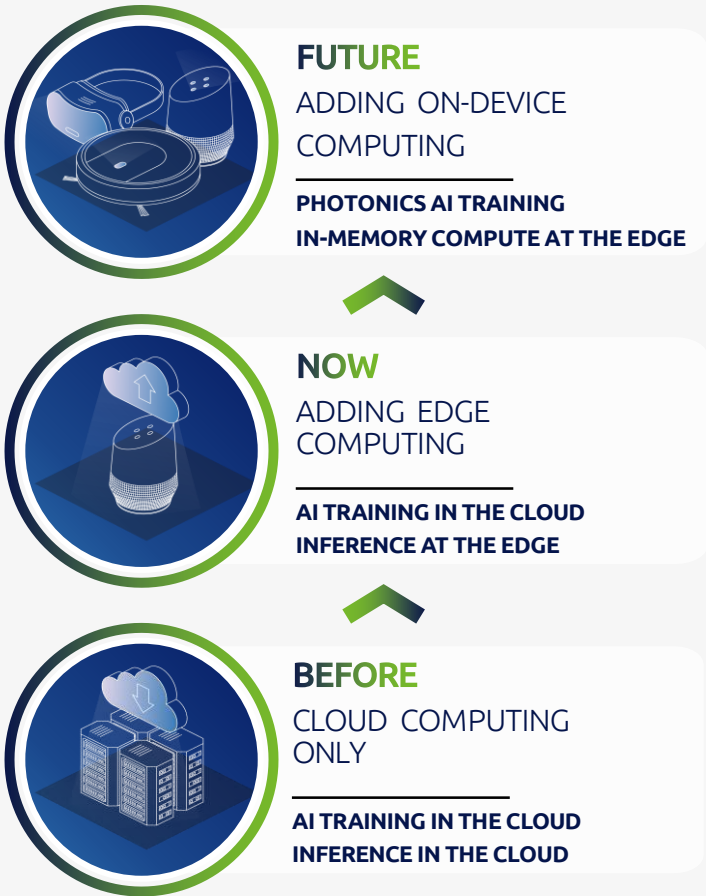 FUTURE
ADDING ON-DEVICE
COMPUTING
PHOTONICS AI TRAINING
IN-MEMORY COMPUTE AT THE EDGE
NOW
ADDING EDGE
COMPUTING
AI TRAINING IN THE CLOUD
INFERENCE AT THE EDGE
BEFORE
CLOUD COMPUTING
ONLY
AI TRAINING IN THE CLOUD
INFERENCE IN THE CLOUD